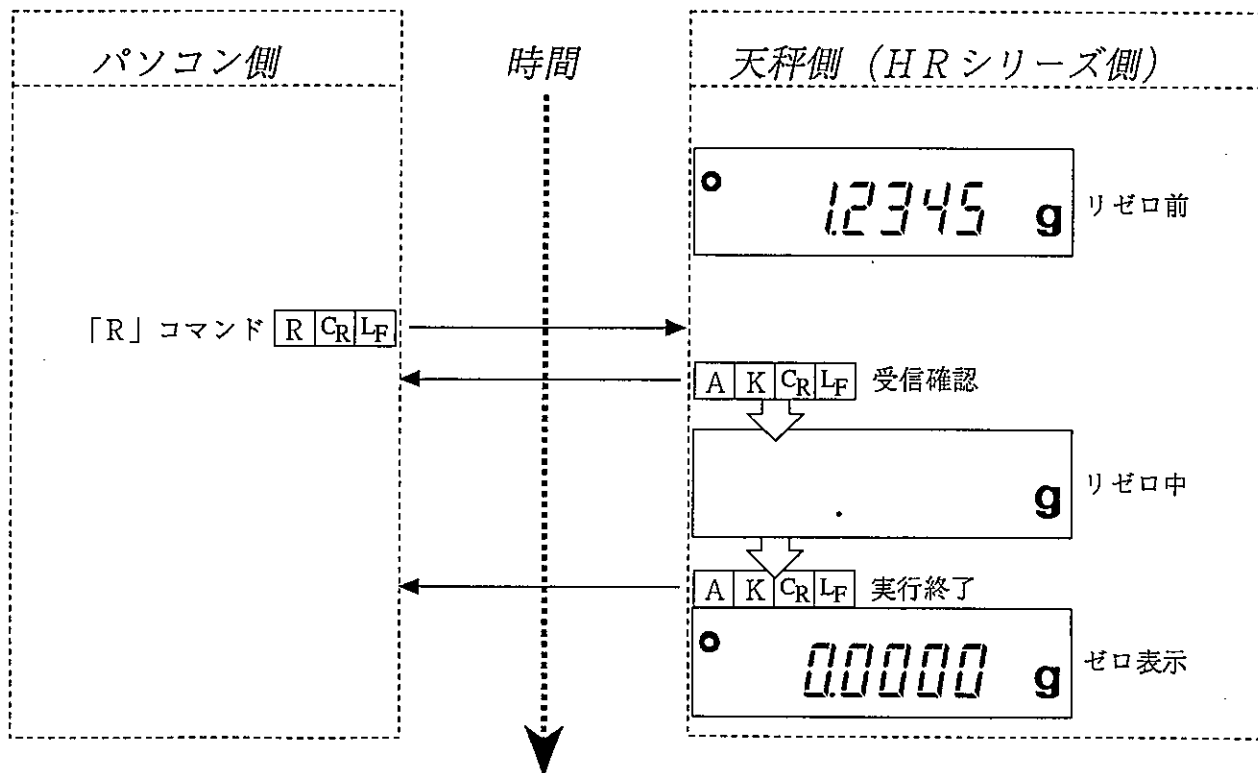 パソコン側
時間
天秤側（HRシリーズ側）
1.2345 g
リゼロ前
「R」コマンド R CR LF
A K CR LF 受信確認
g
リゼロ中
A K CR LF 実行終了
0.0000 g
ゼロ表示